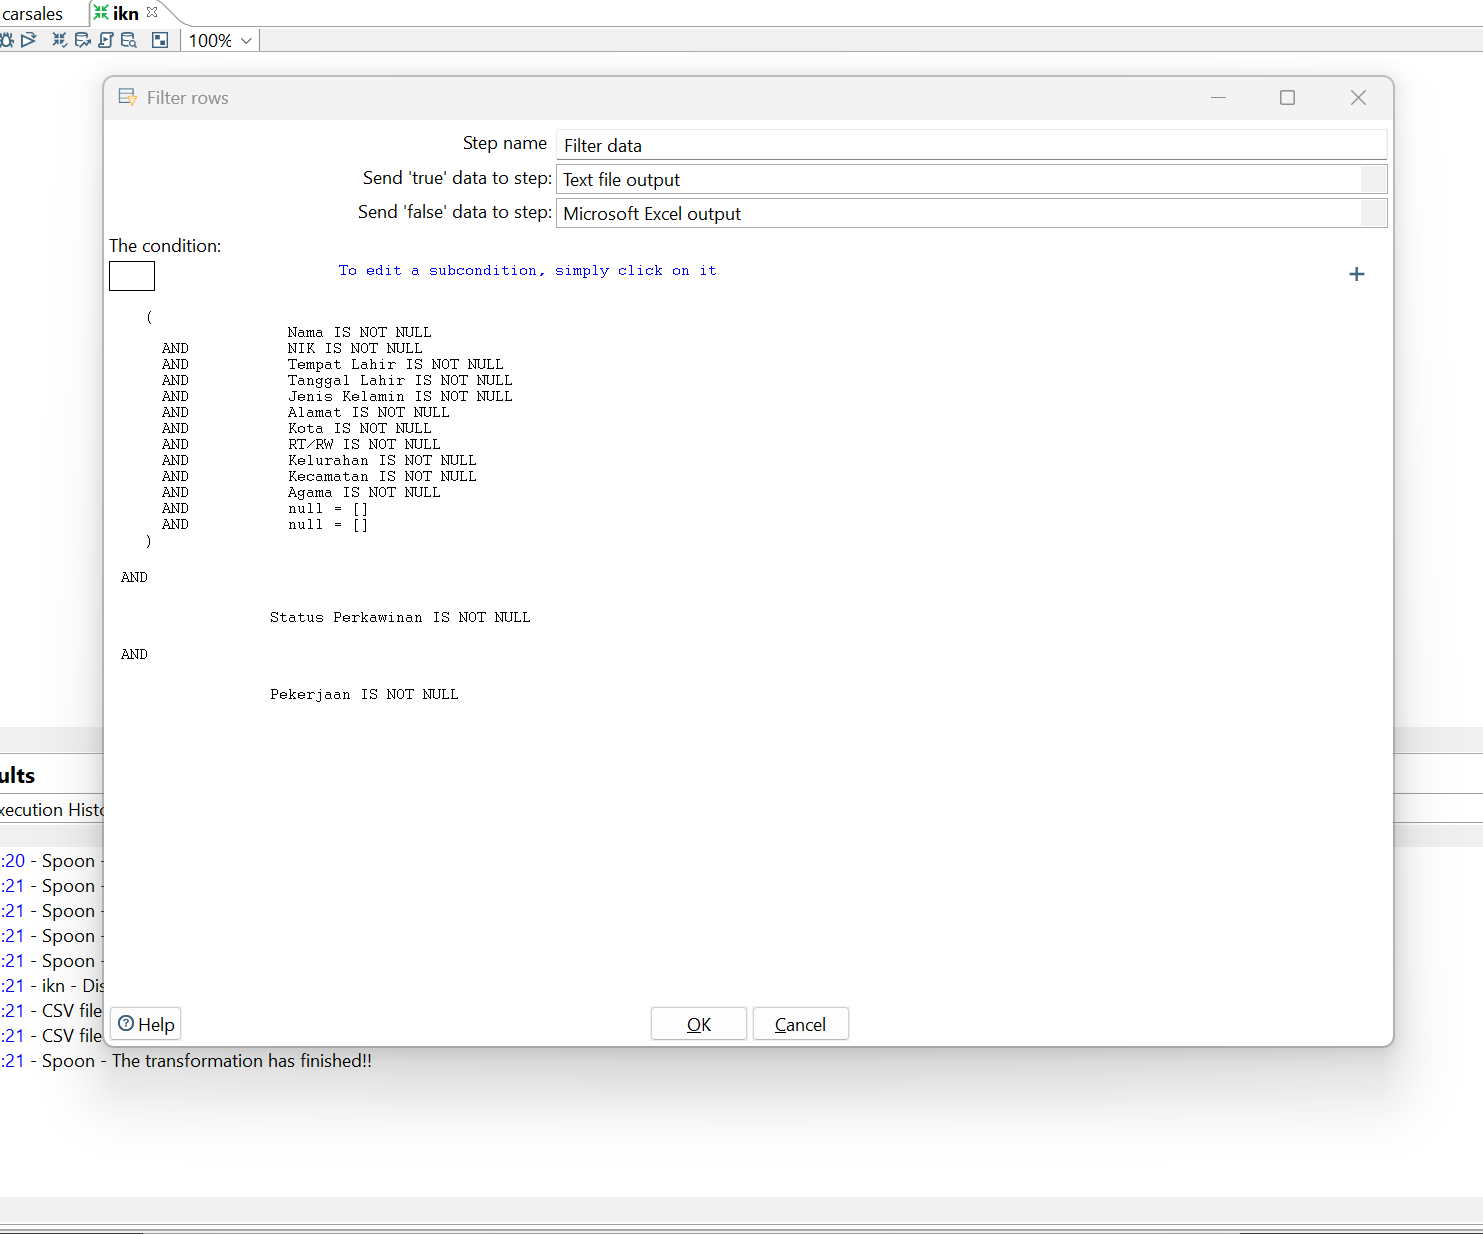 carsales
ikn
100%
Filter rows
Step name
Filter data
Send 'true' data to step:
Text file output
Send 'false' data to step:
Microsoft Excel output
The condition:
To edit a subcondition, simply click on it
+
(
Nama IS NOT NULL
AND NIK IS NOT NULL
AND Tempat Lahir IS NOT NULL
AND Tanggal Lahir IS NOT NULL
AND Jenis Kelamin IS NOT NULL
AND Alamat IS NOT NULL
AND Kota IS NOT NULL
AND RT/RW IS NOT NULL
AND Kelurahan IS NOT NULL
AND Kecamatan IS NOT NULL
AND Agama IS NOT NULL
AND null = []
AND null = []
)
AND
Status Perkawinan IS NOT NULL
AND
Pekerjaan IS NOT NULL
Help
OK
Cancel
ults
xecution Histo
:20 - Spoon -
:21 - Spoon -
:21 - Spoon -
:21 - Spoon -
:21 - Spoon -
:21 - ikn - Dis
:21 - CSV file
:21 - CSV file
:21 - Spoon - The transformation has finished!!